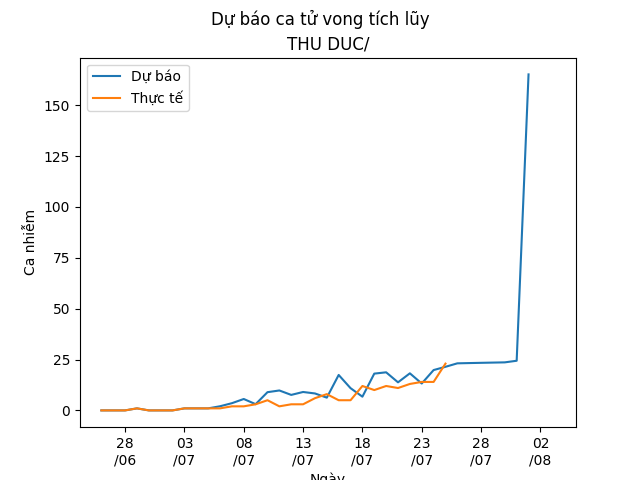 Dự báo ca tử vong tích lũy
THU DUC/
Dự báo
Thực tế
Ca nhiễm
150
125
100
75
50
25
0
28 03 08 13 18 23 28 02
/06 /07 /07 /07 /07 /07 /07 /08
Ngày